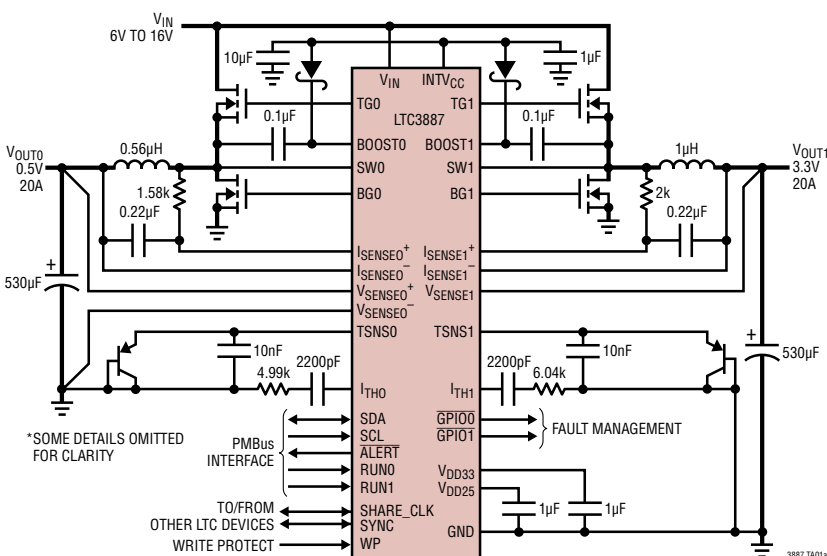 VIN
6V TO 16V
10µF
1µF
VIN
INTVCC
LTC3887
TG0
TG1
0.1µF
0.1µF
BOOST0
BOOST1
VOUT0
0.5V
20A
0.56µH
SW0
SW1
1µH
VOUT1
3.3V
20A
1.58k
BG0
BG1
2k
0.22µF
0.22µF
ISENSE0+
ISENSE1+
ISENSE0–
ISENSE1–
VSENSE0+
VSENSE1
VSENSE0–
+
530µF
TSNS0
TSNS1
+
530µF
10nF
10nF
2200pF
2200pF
4.99k
6.04k
ITH0
ITH1
*SOME DETAILS OMITTED
FOR CLARITY
PMBus
INTERFACE
SDA
SCL
ALERT
RUN0
RUN1
GPIO0
GPIO1
FAULT MANAGEMENT
VDD33
VDD25
1µF
1µF
TO/FROM
OTHER LTC DEVICES
SHARE_CLK
SYNC
GND
WRITE PROTECT
WP
3887 TA01a